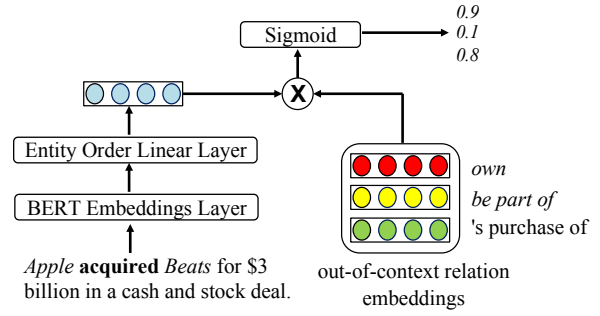 0.9
0.1
0.8
Sigmoid
X
Entity Order Linear Layer
BERT Embeddings Layer
own
be part of
's purchase of
Apple acquired Beats for $3
billion in a cash and stock deal.
out-of-context relation
embeddings